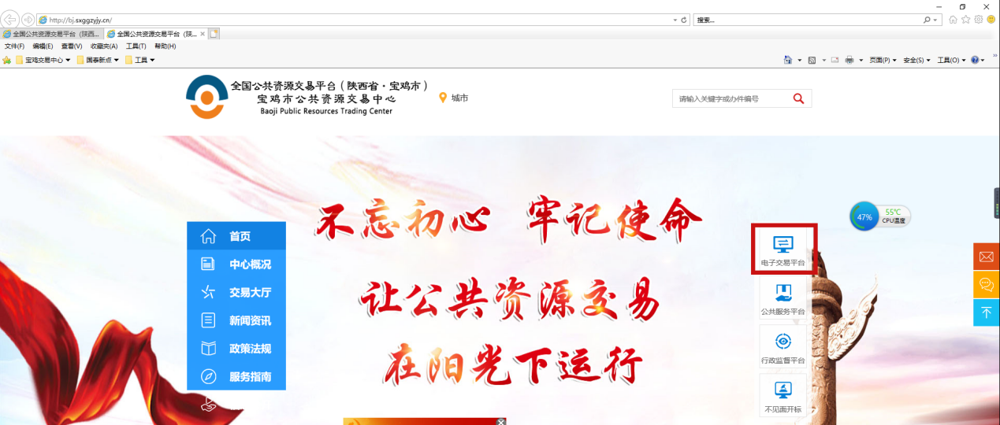 http://bj.sxggzyjy.cn/
搜索...
全国公共资源交易平台（陕西...
全国公共资源交易平台（陕...
文件(F) 编辑(E) 查看(V) 收藏夹(A) 工具(T) 帮助(H)
宝鸡交易中心 国泰新点 工具
页面(P) 安全(S) 工具(O)
全国公共资源交易平台（陕西省·宝鸡市）
宝鸡市公共资源交易中心
Baoji Public Resources Trading Center
城市
请输入关键字或办件编号
不忘初心 牢记使命
让公共资源交易
在阳光下运行
首页
中心概况
交易大厅
新闻资讯
政策法规
服务指南
47%
55℃
CPU温度
电子交易平台
公共服务平台
行政监督平台
不见面开标